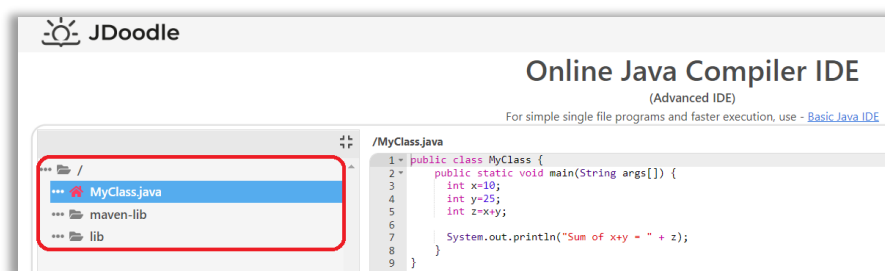 JDoodle
Online Java Compiler IDE
(Advanced IDE)
For simple single file programs and faster execution, use - Basic Java IDE
/
MyClass.java
maven-lib
lib
/MyClass.java
1 public class MyClass {
2     public static void main(String args[]) {
3       int x=10;
4       int y=25;
5       int z=x+y;
6
7       System.out.println("Sum of x+y = " + z);
8     }
9 }